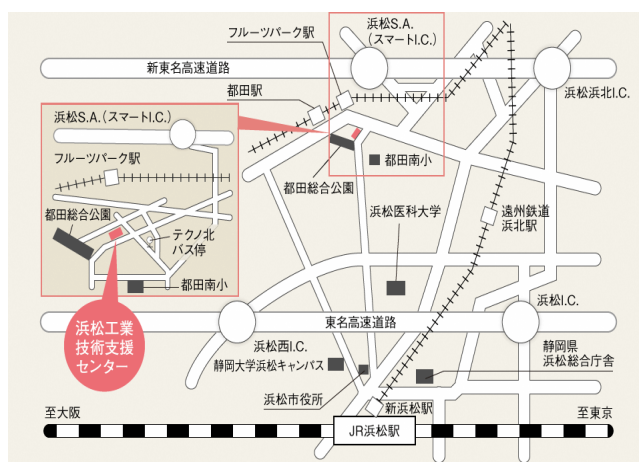 フルーツパーク駅
浜松S.A.
(スマートI.C.)
新東名高速道路
都田駅
浜松浜北I.C.
浜松S.A.(スマートI.C.)
フルーツパーク駅
都田総合公園
都田南小
都田総合公園
テクノ北
バス停
都田南小
浜松医科大学
遠州鉄道
浜北駅
浜松工業
技術支援
センター
東名高速道路
浜松I.C.
浜松西I.C.
静岡大学浜松キャンパス
静岡県
浜松総合庁舎
浜松市役所
新浜松駅
至大阪
JR浜松駅
至東京